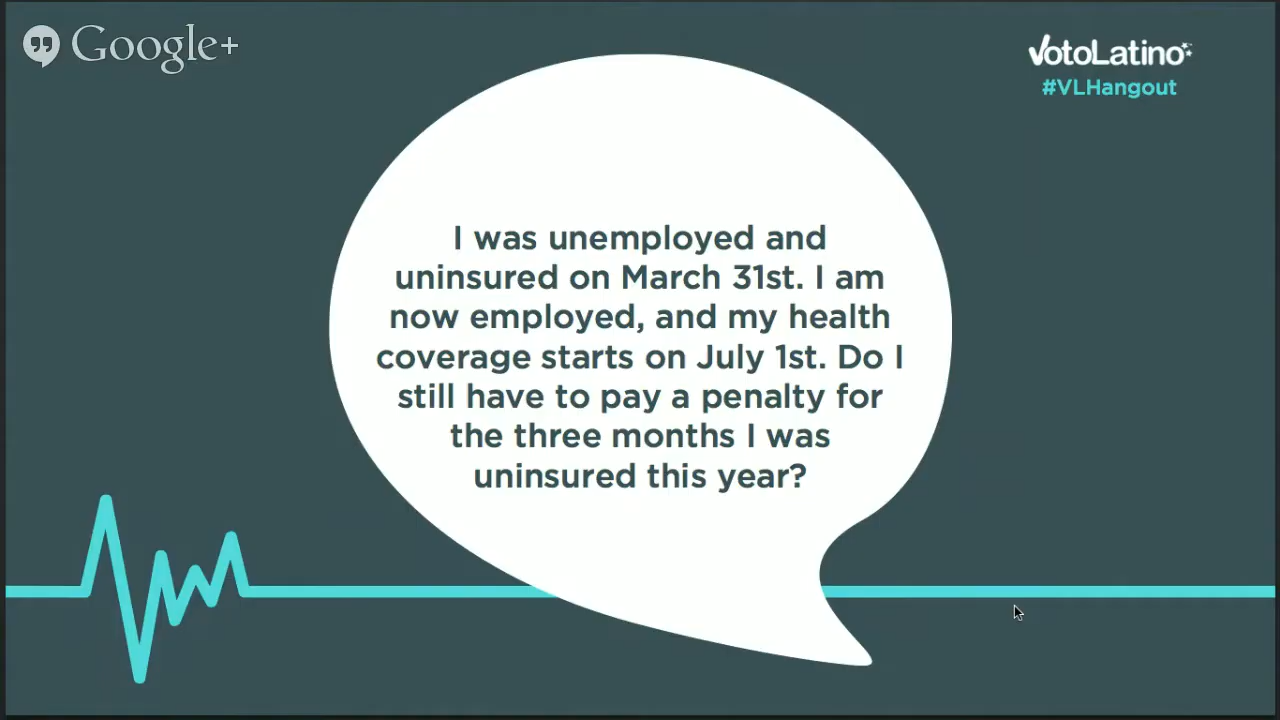 Google+
VotoLatino
#VLHangout
I was unemployed and
uninsured on March 31st. I am
now employed, and my health
coverage starts on July 1st. Do I
still have to pay a penalty for
the three months I was
uninsured this year?